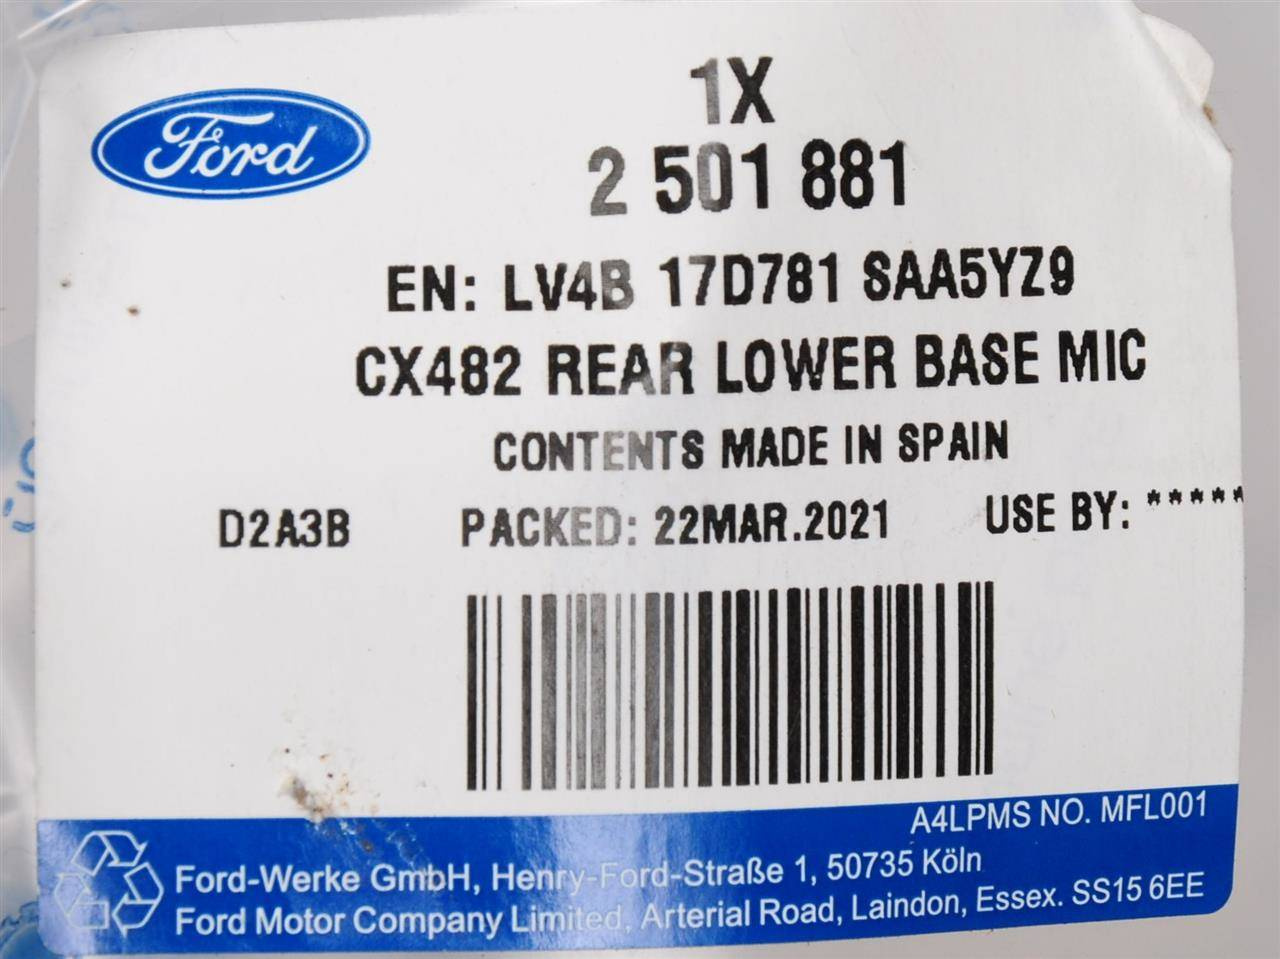 Ford
1X
2 501 881
EN: LV4B 17D781 SAA5YZ9
CX482 REAR LOWER BASE MIC
CONTENTS MADE IN SPAIN
D2A3B PACKED: 22MAR.2021 USE BY: *****
A4LPMS NO. MFL001
Ford-Werke GmbH, Henry-Ford-Straße 1, 50735 Köln
Ford Motor Company Limited, Arterial Road, Laindon, Essex. SS15 6EE